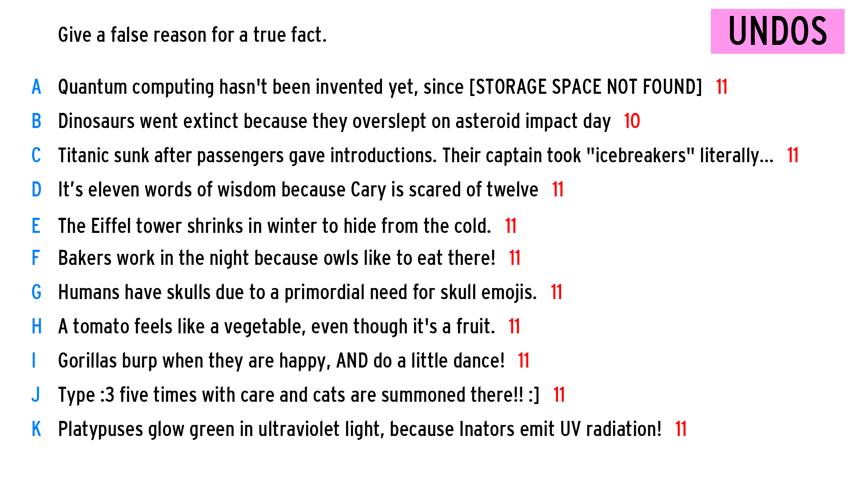 Give a false reason for a true fact.
UNDOS
A Quantum computing hasn't been invented yet, since [STORAGE SPACE NOT FOUND] 11
B Dinosaurs went extinct because they overslept on asteroid impact day 10
C Titanic sunk after passengers gave introductions. Their captain took "icebreakers" literally... 11
D It’s eleven words of wisdom because Cary is scared of twelve 11
E The Eiffel tower shrinks in winter to hide from the cold. 11
F Bakers work in the night because owls like to eat there! 11
G Humans have skulls due to a primordial need for skull emojis. 11
H A tomato feels like a vegetable, even though it's a fruit. 11
I Gorillas burp when they are happy, AND do a little dance! 11
J Type :3 five times with care and cats are summoned there!! :] 11
K Platypuses glow green in ultraviolet light, because Inators emit UV radiation! 11